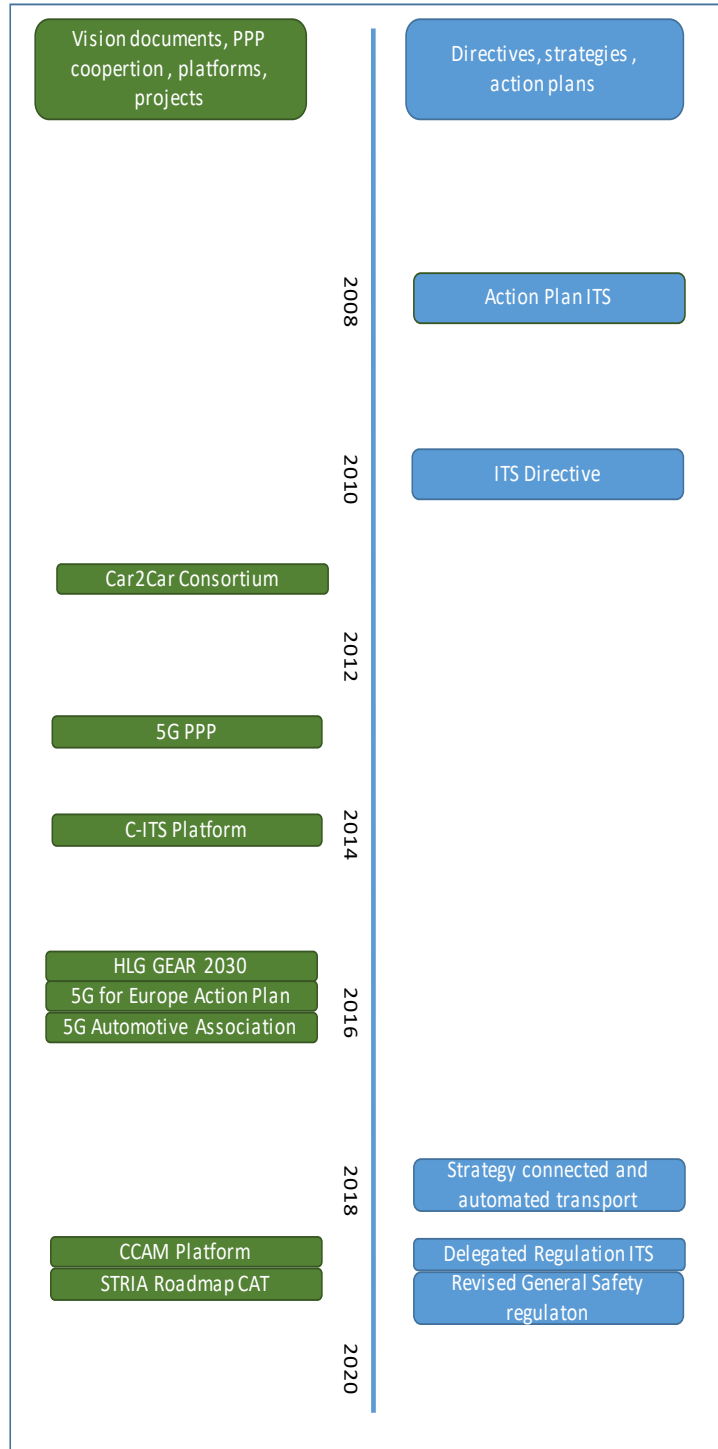 Vision documents, PPP
coopertion , platforms,
projects
Directives, strategies ,
action plans
2008
Action Plan ITS
2010
ITS Directive
Car2Car Consortium
2012
5G PPP
C-ITS Platform
2014
HLG GEAR 2030
5G for Europe Action Plan
2016
5G Automotive Association
Strategy connected and
automated transport
2018
CCAM Platform
Delegated Regulation ITS
STRIA Roadmap CAT
Revised General Safety
regulaton
2020